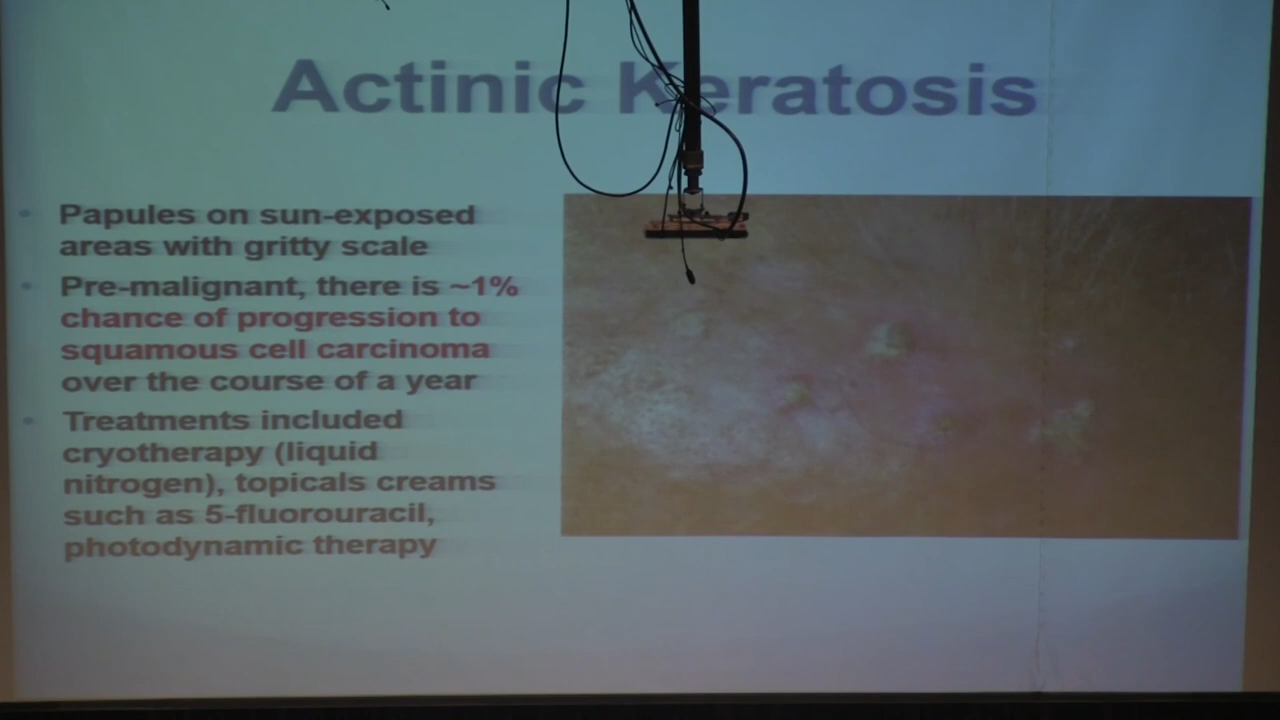 Actinic Keratosis
• Papules on sun-exposed
areas with gritty scale
• Pre-malignant, there is ~1%
chance of progression to
squamous cell carcinoma
over the course of a year
• Treatments included
cryotherapy (liquid
nitrogen), topicals creams
such as 5-fluorouracil,
photodynamic therapy